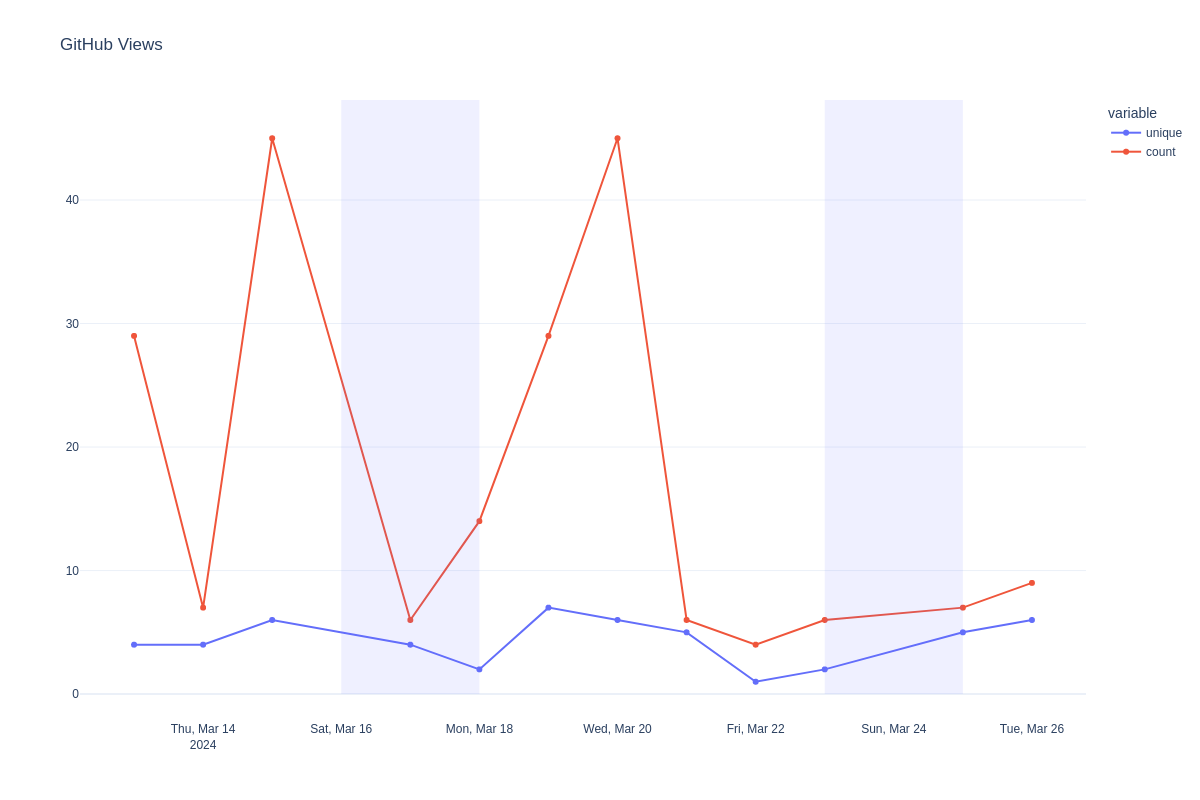 GitHub Views
variable
unique
count
40
30
20
10
0
Thu, Mar 14
2024
Sat, Mar 16
Mon, Mar 18
Wed, Mar 20
Fri, Mar 22
Sun, Mar 24
Tue, Mar 26